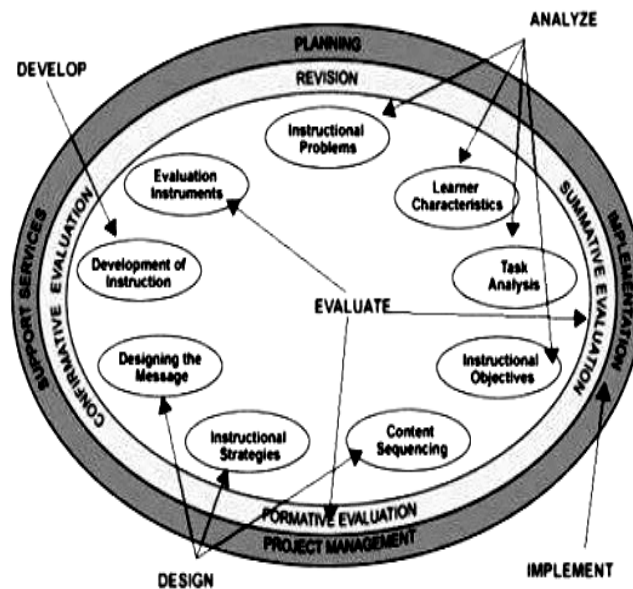 ANALYZE
PLANNING
DEVELOP
REVISION
Instructional
Problems
Evaluation
Instruments
Learner
Characteristics
SUPPORT SERVICES
CONFIRMATIVE EVALUATION
SUMMATIVE EVALUATION
IMPLEMENTATION
Development of
Instruction
Task
Analysis
EVALUATE
Designing the
Message
Instructional
Objectives
Instructional
Strategies
Content
Sequencing
FORMATIVE EVALUATION
PROJECT MANAGEMENT
DESIGN
IMPLEMENT